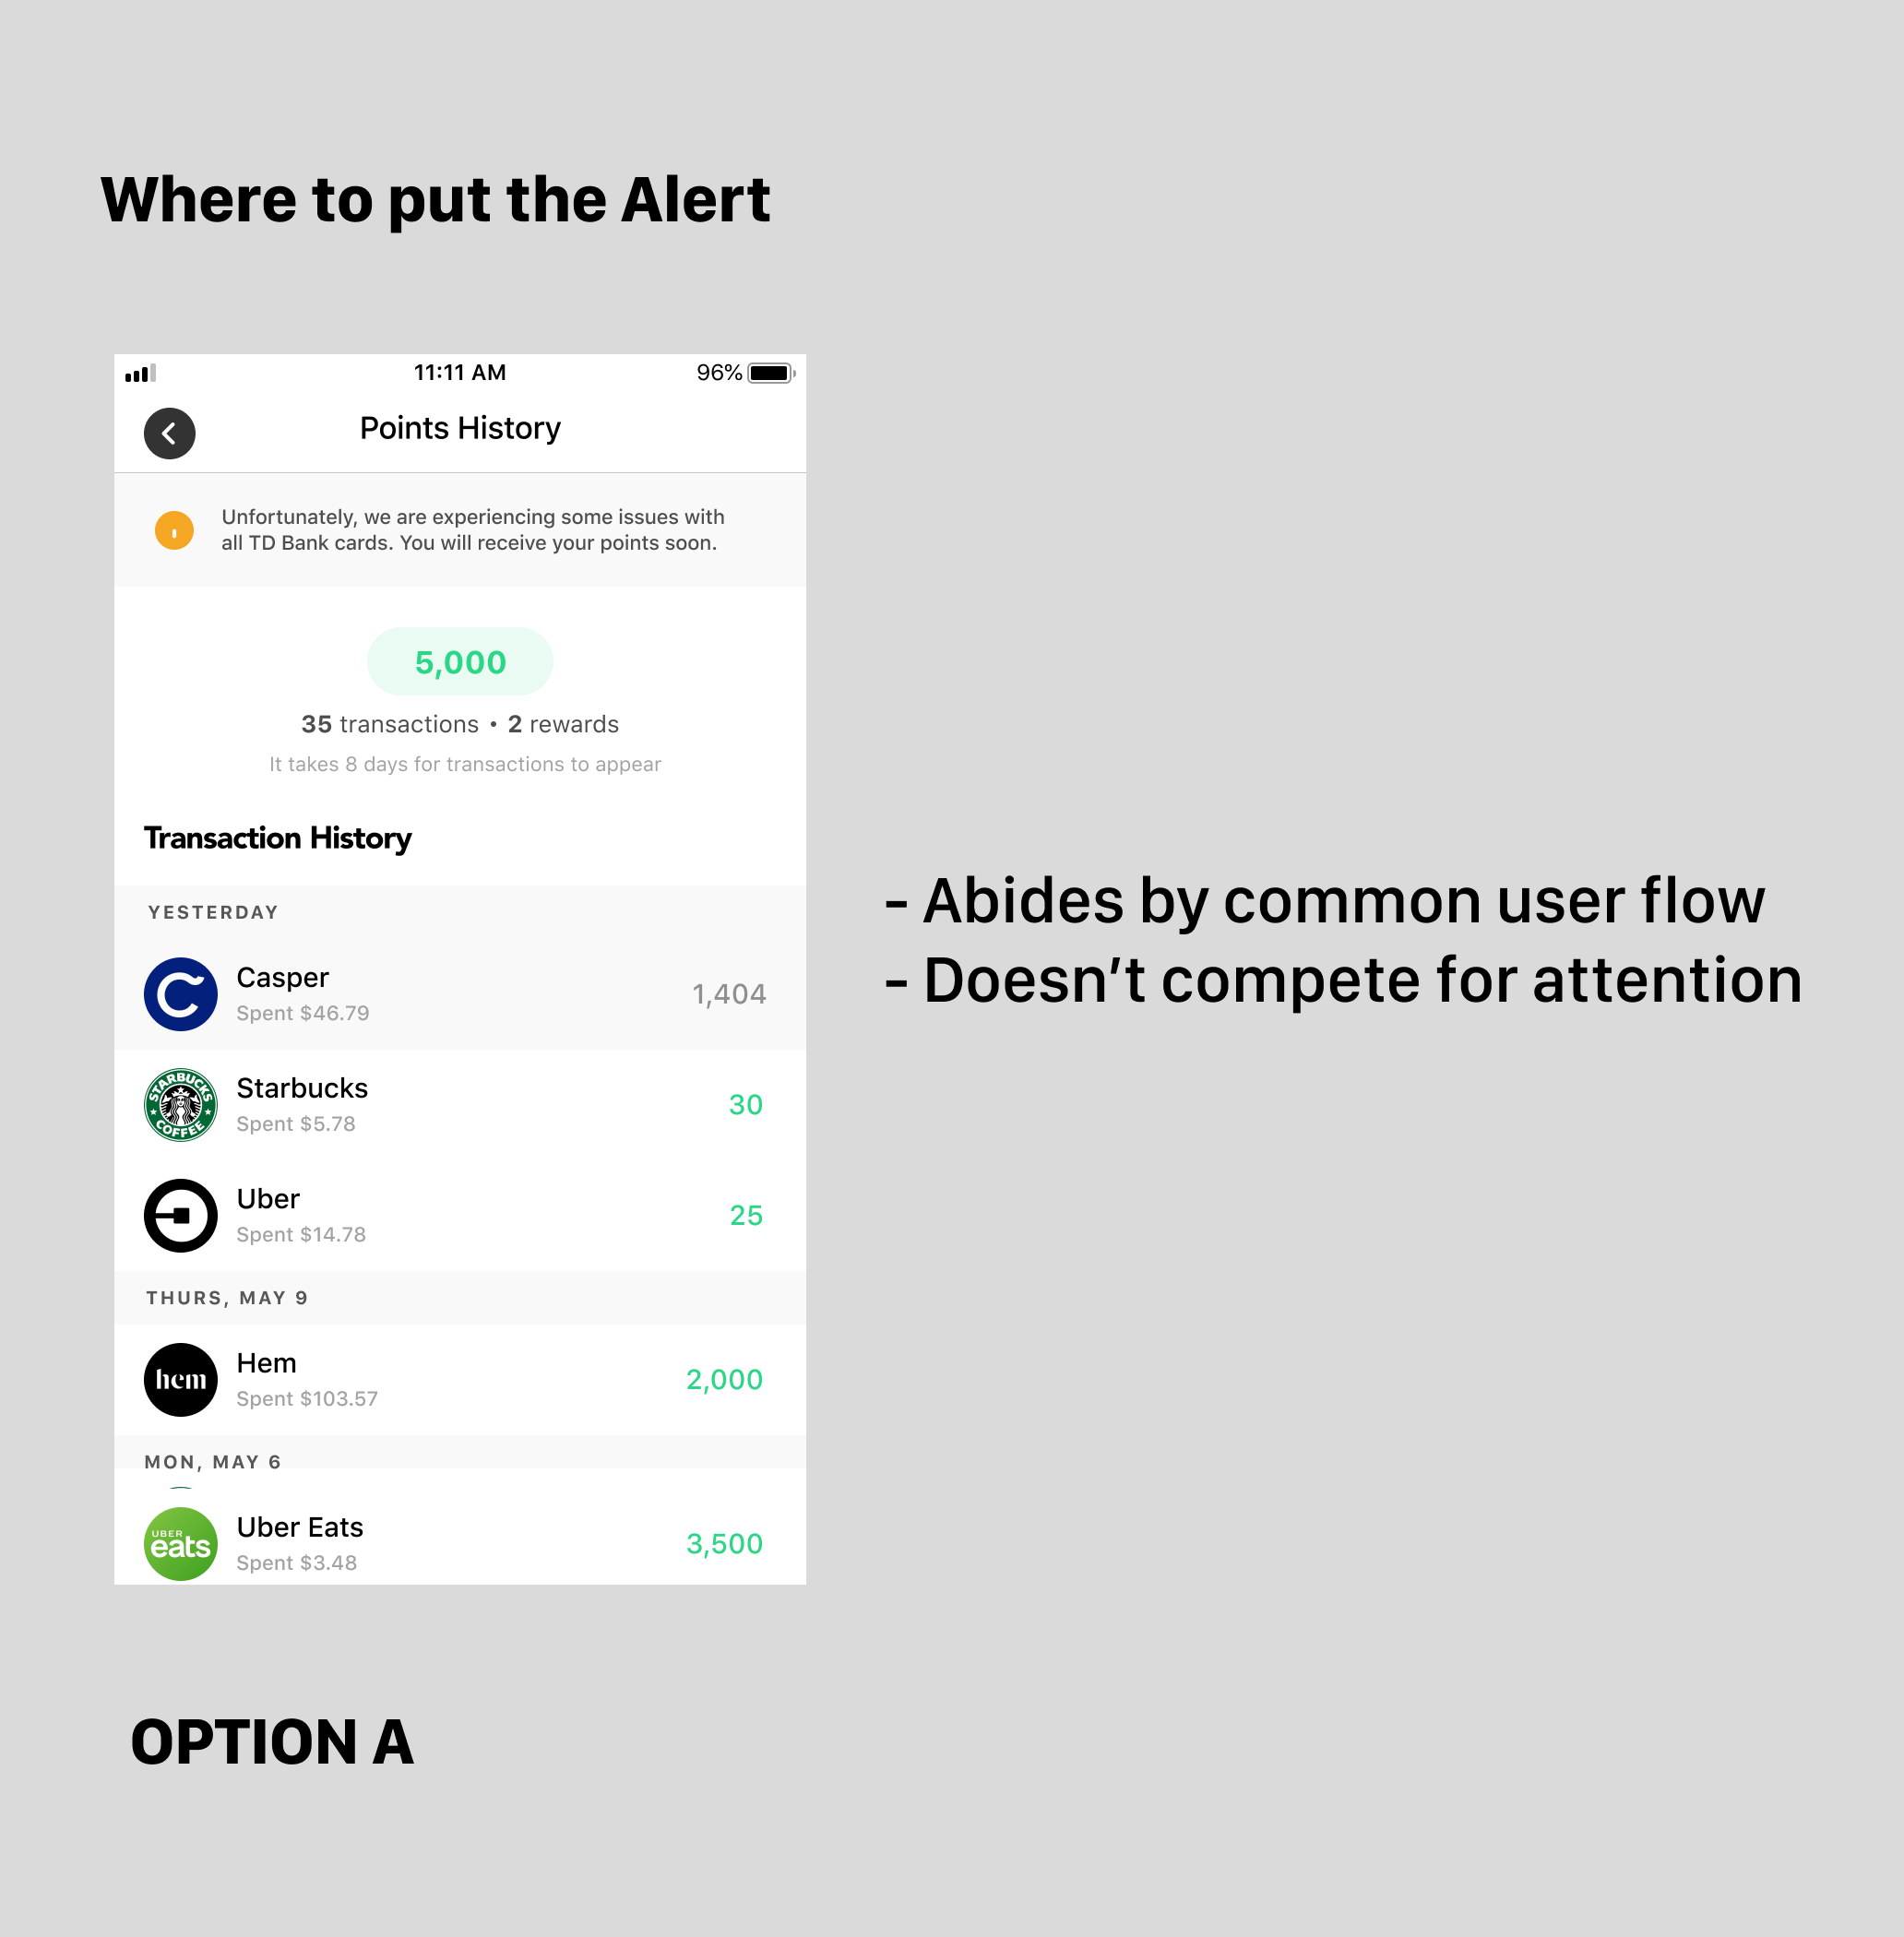 Where to put the Alert
11:11 AM
96%
Points History
Unfortunately, we are experiencing some issues with
all TD Bank cards. You will receive your points soon.
5,000
35 transactions • 2 rewards
It takes 8 days for transactions to appear
Transaction History
YESTERDAY
Casper
Spent $46.79
1,404
STARBUCKS
COFFEE
Starbucks
Spent $5.78
30
Uber
Spent $14.78
25
THURS, MAY 9
hem
Hem
Spent $103.57
2,000
MON, MAY 6
UBER
eats
Uber Eats
Spent $3.48
3,500
- Abides by common user flow
- Doesn’t compete for attention
OPTION A